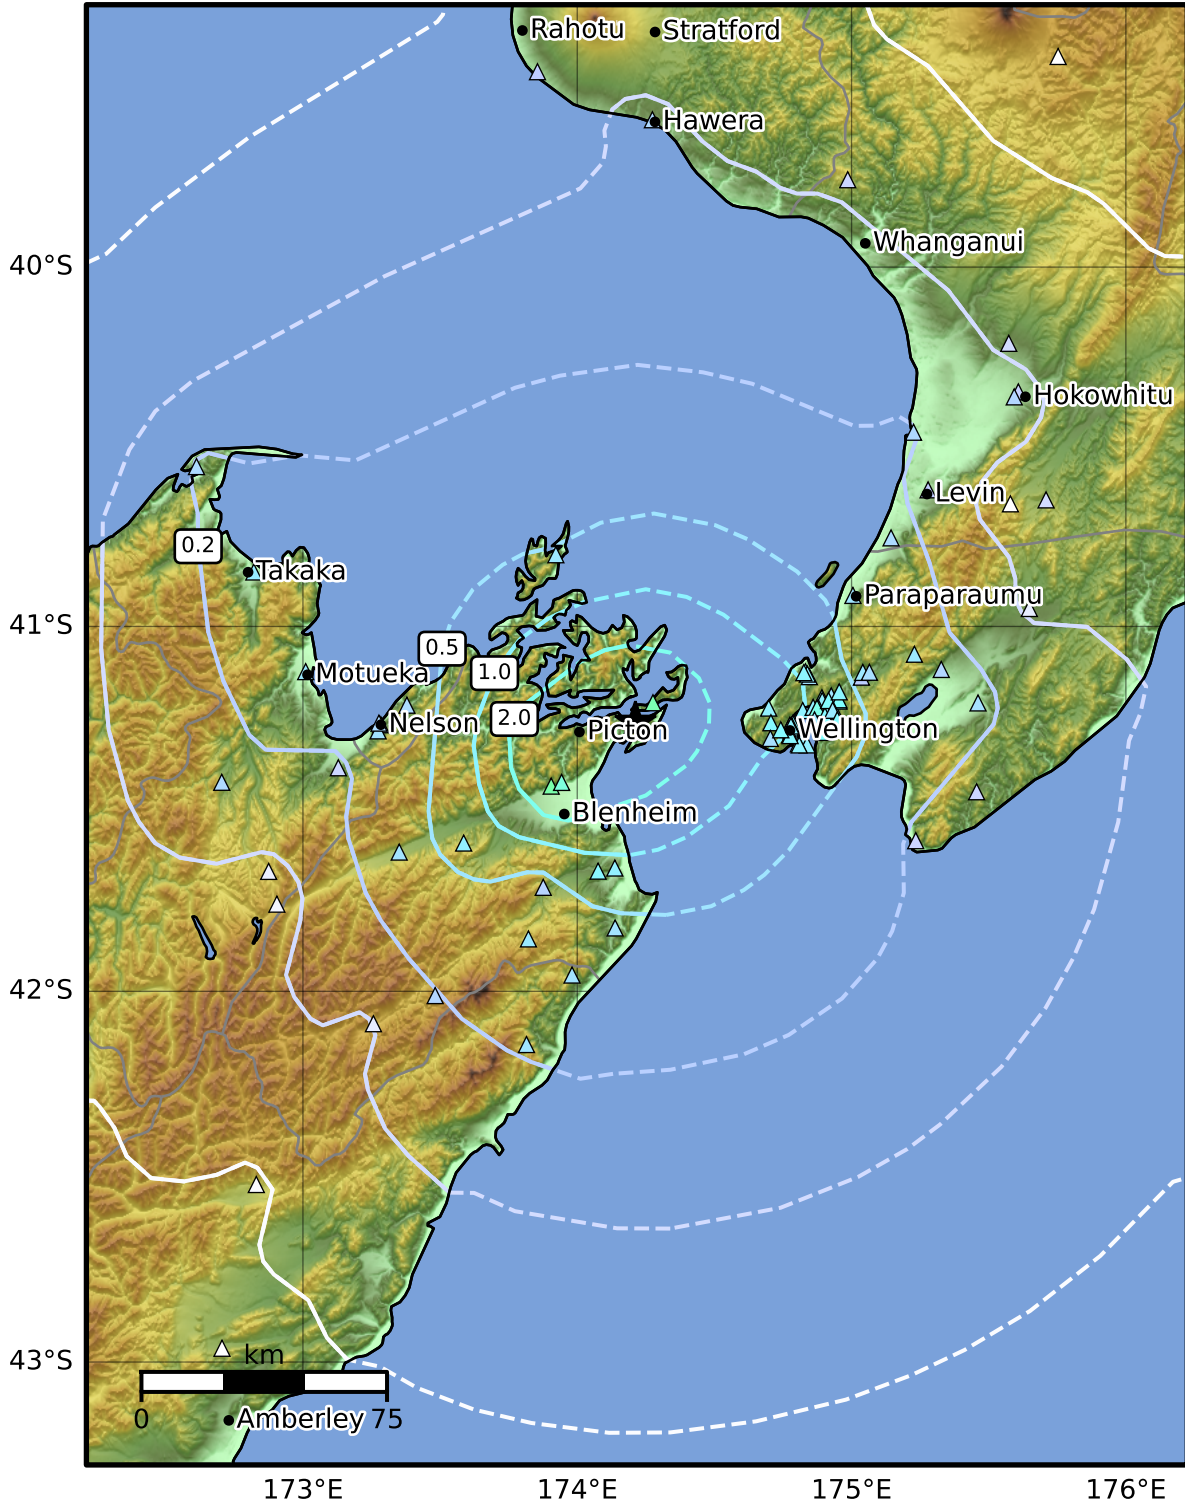 Rahotu
Stratford
Hawera
Whanganui
40°S
Hokowhitu
Levin
0.2
Takaka
Paraparaumu
41°S
0.5
1.0
Motueka
2.0
Nelson
Picton
Wellington
Blenheim
42°S
43°S
km
0
75
Amberley
173°E
174°E
175°E
176°E